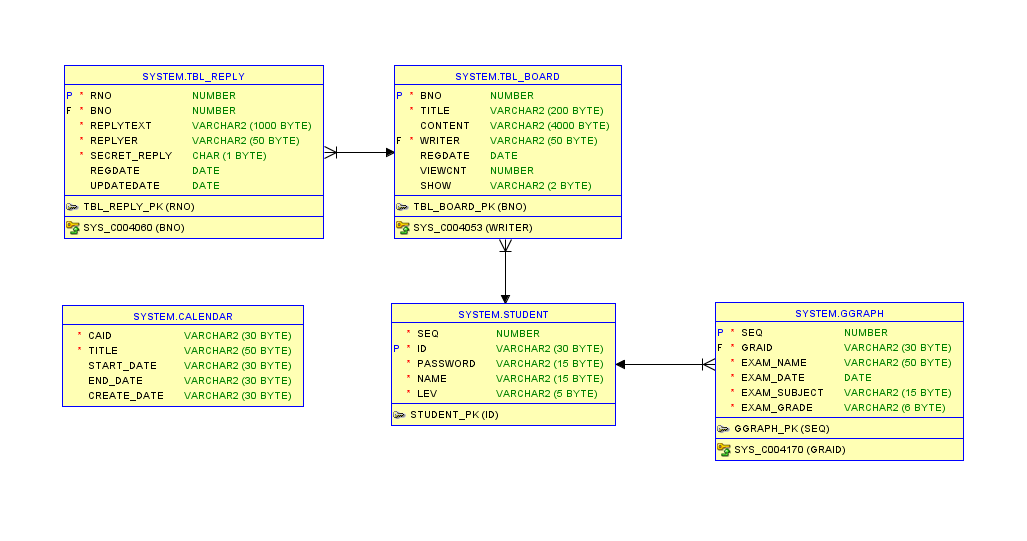 SYSTEM.TBL_REPLY
P * RNO NUMBER
F * BNO NUMBER
* REPLYTEXT VARCHAR2 (1000 BYTE)
* REPLYER VARCHAR2 (50 BYTE)
* SECRET_REPLY CHAR (1 BYTE)
REGDATE DATE
UPDATEDATE DATE
TBL_REPLY_PK (RNO)
SYS_C004060 (BNO)
SYSTEM.TBL_BOARD
P * BNO NUMBER
* TITLE VARCHAR2 (200 BYTE)
CONTENT VARCHAR2 (4000 BYTE)
F * WRITER VARCHAR2 (50 BYTE)
REGDATE DATE
VIEWCNT NUMBER
SHOW VARCHAR2 (2 BYTE)
TBL_BOARD_PK (BNO)
SYS_C004053 (WRITER)
SYSTEM.CALENDAR
* CAID VARCHAR2 (30 BYTE)
* TITLE VARCHAR2 (50 BYTE)
START_DATE VARCHAR2 (30 BYTE)
END_DATE VARCHAR2 (30 BYTE)
CREATE_DATE VARCHAR2 (30 BYTE)
SYSTEM.STUDENT
* SEQ NUMBER
P * ID VARCHAR2 (30 BYTE)
* PASSWORD VARCHAR2 (15 BYTE)
* NAME VARCHAR2 (15 BYTE)
* LEV VARCHAR2 (5 BYTE)
STUDENT_PK (ID)
SYSTEM.GGRAPH
P * SEQ NUMBER
F * GRAID VARCHAR2 (30 BYTE)
* EXAM_NAME VARCHAR2 (50 BYTE)
* EXAM_DATE DATE
* EXAM_SUBJECT VARCHAR2 (15 BYTE)
* EXAM_GRADE VARCHAR2 (6 BYTE)
GGRAPH_PK (SEQ)
SYS_C004170 (GRAID)